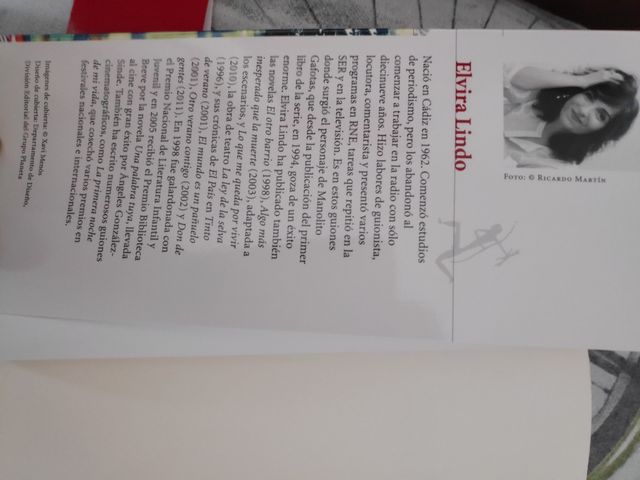 FOTO: © RICARDO MARTÍN
Elvira Lindo
Nació en Cádiz en 1962. Comenzó estudios
de periodismo, pero los abandonó al
comenzar a trabajar en la radio con sólo
diecinueve años. Hizo labores de guionista,
locutora, comentarista y presentó varios
programas en RNE, tareas que repitió en la
SER y en la televisión. Es en estos guiones
donde surgió el personaje de Manolito
Gafotas, que desde la publicación del primer
libro de la serie, en 1994, goza de un éxito
enorme. Elvira Lindo ha publicado también
las novelas El otro barrio (1998), Algo más
inesperado que la muerte (2003), adaptada a
los escenarios, y Lo que me queda por vivir
(2010), la obra de teatro La ley de la selva
(1996), y sus crónicas de El País en Tinto
de verano (2001), El mundo es un pañuelo
(2001), Otro verano contigo (2002) y Don de
gentes (2011). En 1998 fue galardonada con
el Premio Nacional de Literatura Infantil y
Juvenil y en 2005 recibió el Premio Biblioteca
Breve por la novela Una palabra tuya, llevada
al cine con gran éxito por Ángeles González-
Sinde. También ha escrito numerosos guiones
cinematográficos, como La primera noche
de mi vida, que cosechó varios premios en
festivales nacionales e internacionales.
Imágenes de cubierta: © Xavi Menós
Diseño de cubierta: Departamento de Diseño,
División Editorial del Grupo Planeta